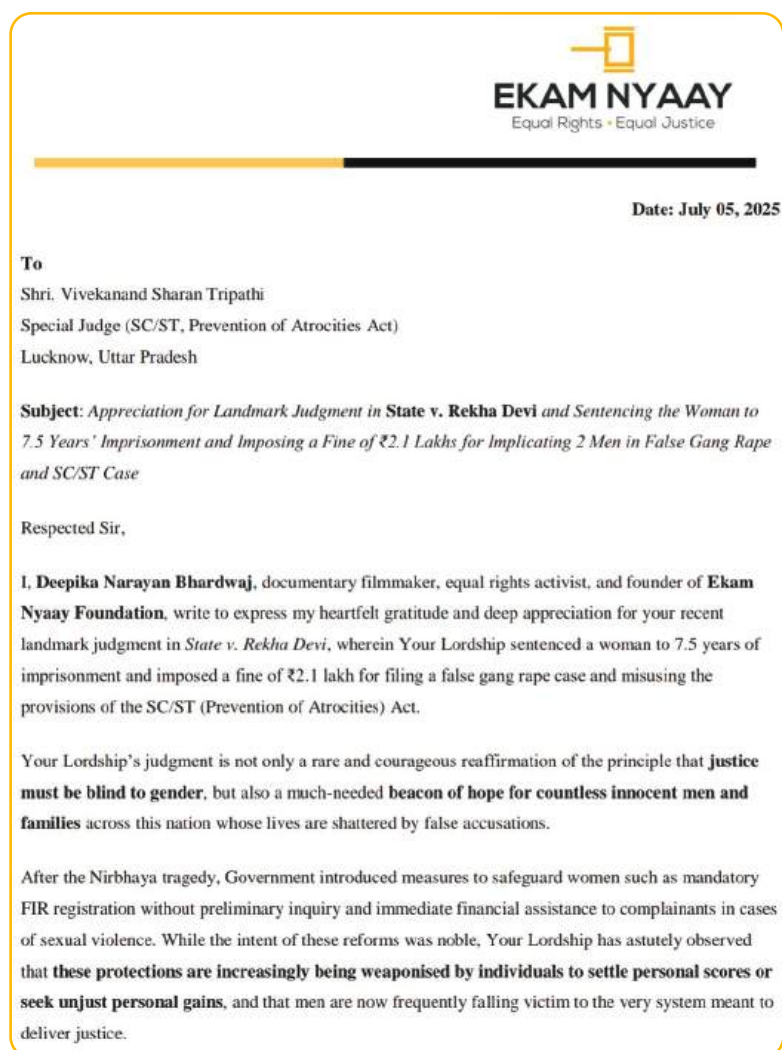 EKAM NYAAY
Equal Rights • Equal Justice
Date: July 05, 2025
To
Shri. Vivekanand Sharan Tripathi
Special Judge (SC/ST, Prevention of Atrocities Act)
Lucknow, Uttar Pradesh
Subject: Appreciation for Landmark Judgment in State v. Rekha Devi and Sentencing the Woman to
7.5 Years' Imprisonment and Imposing a Fine of ₹2.1 Lakhs for Implicating 2 Men in False Gang Rape
and SC/ST Case
Respected Sir,
I, Deepika Narayan Bhardwaj, documentary filmmaker, equal rights activist, and founder of Ekam
Nyaay Foundation, write to express my heartfelt gratitude and deep appreciation for your recent
landmark judgment in State v. Rekha Devi, wherein Your Lordship sentenced a woman to 7.5 years of
imprisonment and imposed a fine of ₹2.1 lakh for filing a false gang rape case and misusing the
provisions of the SC/ST (Prevention of Atrocities) Act.
Your Lordship's judgment is not only a rare and courageous reaffirmation of the principle that justice
must be blind to gender, but also a much-needed beacon of hope for countless innocent men and
families across this nation whose lives are shattered by false accusations.
After the Nirbhaya tragedy, Government introduced measures to safeguard women such as mandatory
FIR registration without preliminary inquiry and immediate financial assistance to complainants in cases
of sexual violence. While the intent of these reforms was noble, Your Lordship has astutely observed
that these protections are increasingly being weaponised by individuals to settle personal scores or
seek unjust personal gains, and that men are now frequently falling victim to the very system meant to
deliver justice.